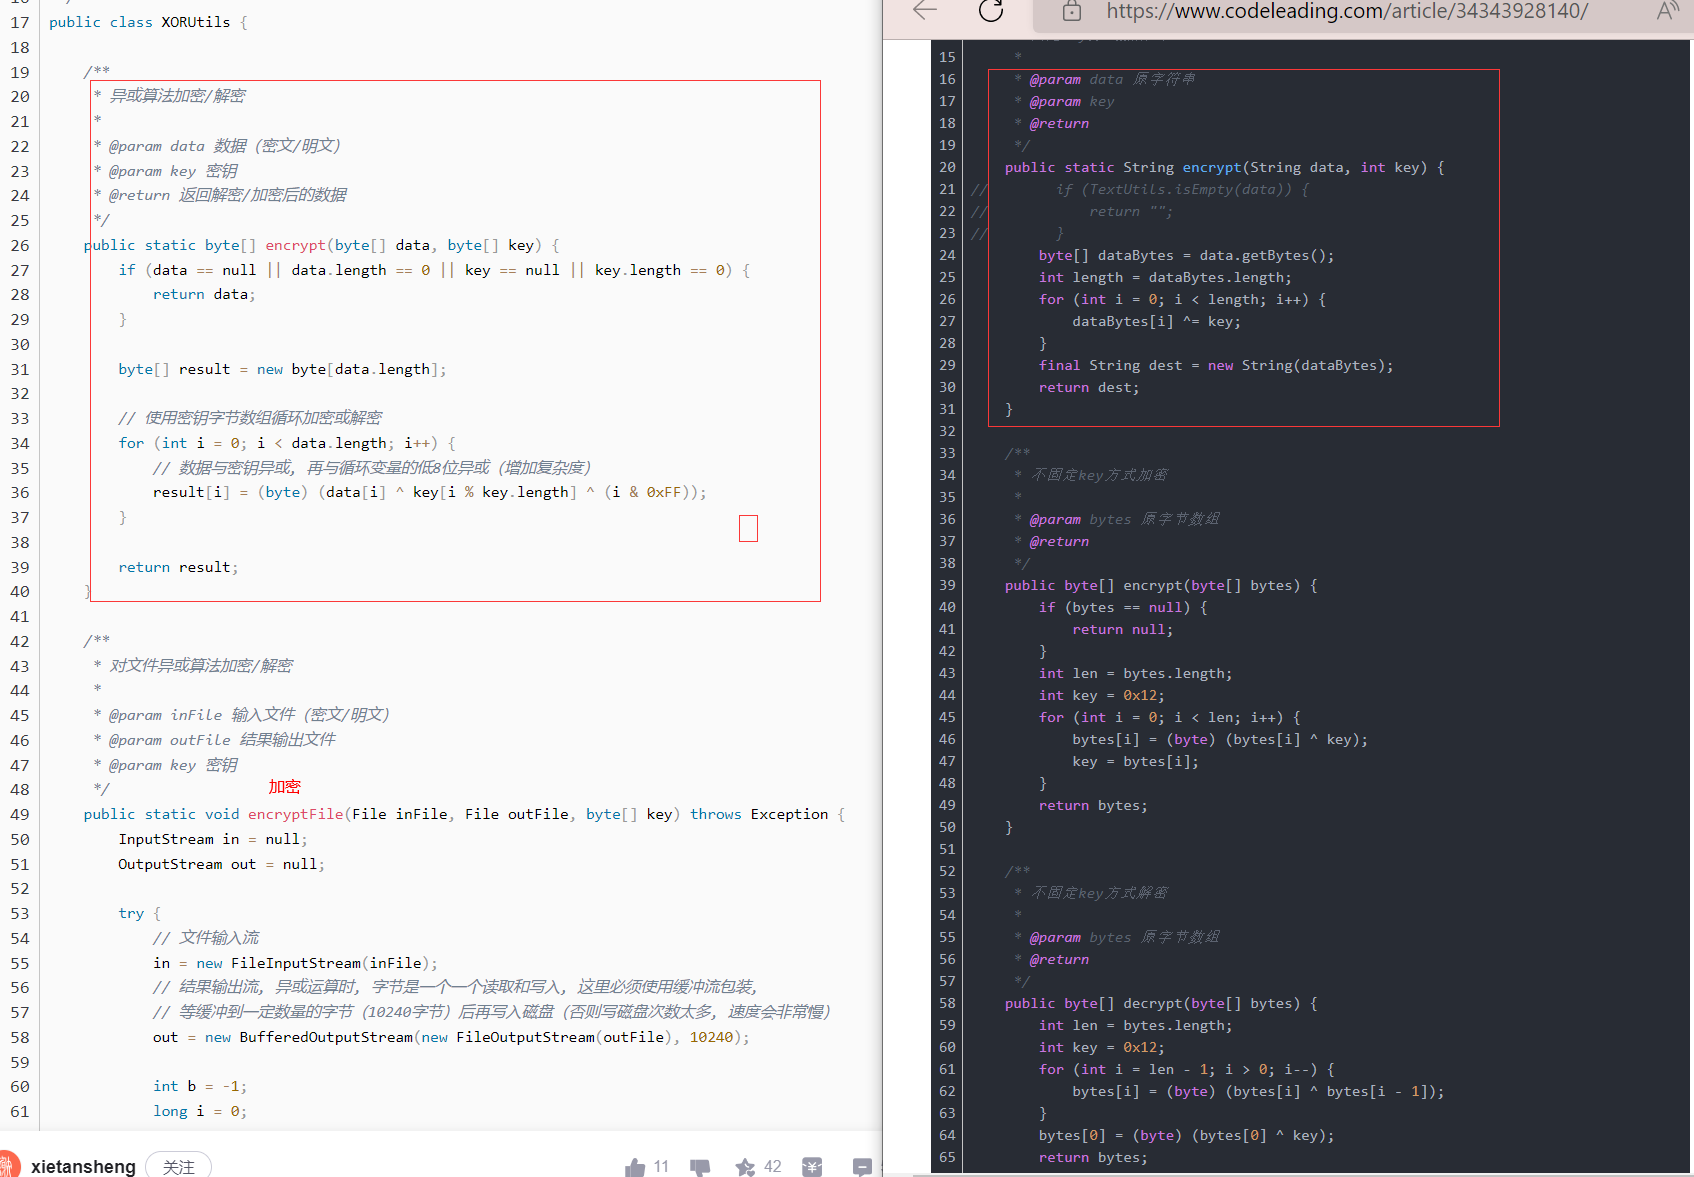 17 public class XORUtils {
18
19 /**
20 * 异或算法加密/解密
21 *
22 * @param data 数据（密文/明文）
23 * @param key 密钥
24 * @return 返回解密/加密后的数据
25 */
26 public static byte[] encrypt(byte[] data, byte[] key) {
27 if (data == null || data.length == 0 || key == null || key.length == 0) {
28 return data;
29 }
30
31 byte[] result = new byte[data.length];
32
33 // 使用密钥字节数组循环加密或解密
34 for (int i = 0; i < data.length; i++) {
35 // 数据与密钥异或, 再与循环变量的低8位异或（增加复杂度）
36 result[i] = (byte) (data[i] ^ key[i % key.length] ^ (i & 0xFF));
37 }
38
39 return result;
40 }
41
42 /**
43 * 对文件异或算法加密/解密
44 *
45 * @param inFile 输入文件（密文/明文）
46 * @param outFile 结果输出文件
47 * @param key 密钥
48 */
加密
49 public static void encryptFile(File inFile, File outFile, byte[] key) throws Exception {
50 InputStream in = null;
51 OutputStream out = null;
52
53 try {
54 // 文件输入流
55 in = new FileInputStream(inFile);
56 // 结果输出流, 异或运算时, 字节是一个一个读取和写入, 这里必须使用缓冲流包装,
57 // 等缓冲到一定数量的字节（10240字节）后再写入磁盘（否则写磁盘次数太多, 速度会非常慢）
58 out = new BufferedOutputStream(new FileOutputStream(outFile), 10240);
59
60 int b = -1;
61 long i = 0;
xietansheng 关注 11 42
https://www.codeleading.com/article/34343928140/
15 *
16 * @param data 原字符串
17 * @param key
18 * @return
19 */
20 public static String encrypt(String data, int key) {
21 // if (TextUtils.isEmpty(data)) {
22 // return "";
23 // }
24 byte[] dataBytes = data.getBytes();
25 int length = dataBytes.length;
26 for (int i = 0; i < length; i++) {
27 dataBytes[i] ^= key;
28 }
29 final String dest = new String(dataBytes);
30 return dest;
31 }
32
33 /**
34 * 不固定key方式加密
35 *
36 * @param bytes 原字节数组
37 * @return
38 */
39 public byte[] encrypt(byte[] bytes) {
40 if (bytes == null) {
41 return null;
42 }
43 int len = bytes.length;
44 int key = 0x12;
45 for (int i = 0; i < len; i++) {
46 bytes[i] = (byte) (bytes[i] ^ key);
47 key = bytes[i];
48 }
49 return bytes;
50 }
51
52 /**
53 * 不固定key方式解密
54 *
55 * @param bytes 原字节数组
56 * @return
57 */
58 public byte[] decrypt(byte[] bytes) {
59 int len = bytes.length;
60 int key = 0x12;
61 for (int i = len - 1; i > 0; i--) {
62 bytes[i] = (byte) (bytes[i] ^ bytes[i - 1]);
63 }
64 bytes[0] = (byte) (bytes[0] ^ key);
65 return bytes;